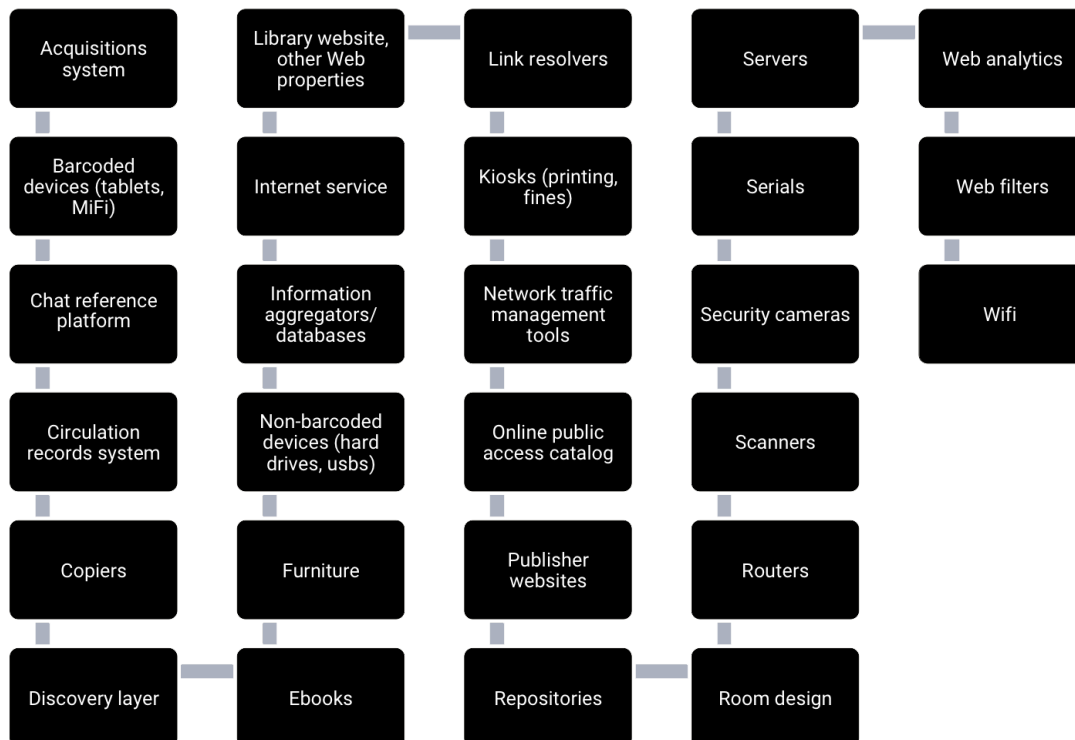 Acquisitions
system
Barcoded
devices (tablets,
MiFi)
Chat reference
platform
Circulation
records system
Copiers
Discovery layer
Ebooks
Furniture
Non-barcoded
devices (hard
drives, usbs)
Information
aggregators/
databases
Internet service
Library website,
other Web
properties
Link resolvers
Kiosks (printing,
fines)
Network traffic
management
tools
Online public
access catalog
Publisher
websites
Repositories
Room design
Routers
Scanners
Security cameras
Serials
Servers
Web analytics
Web filters
Wifi